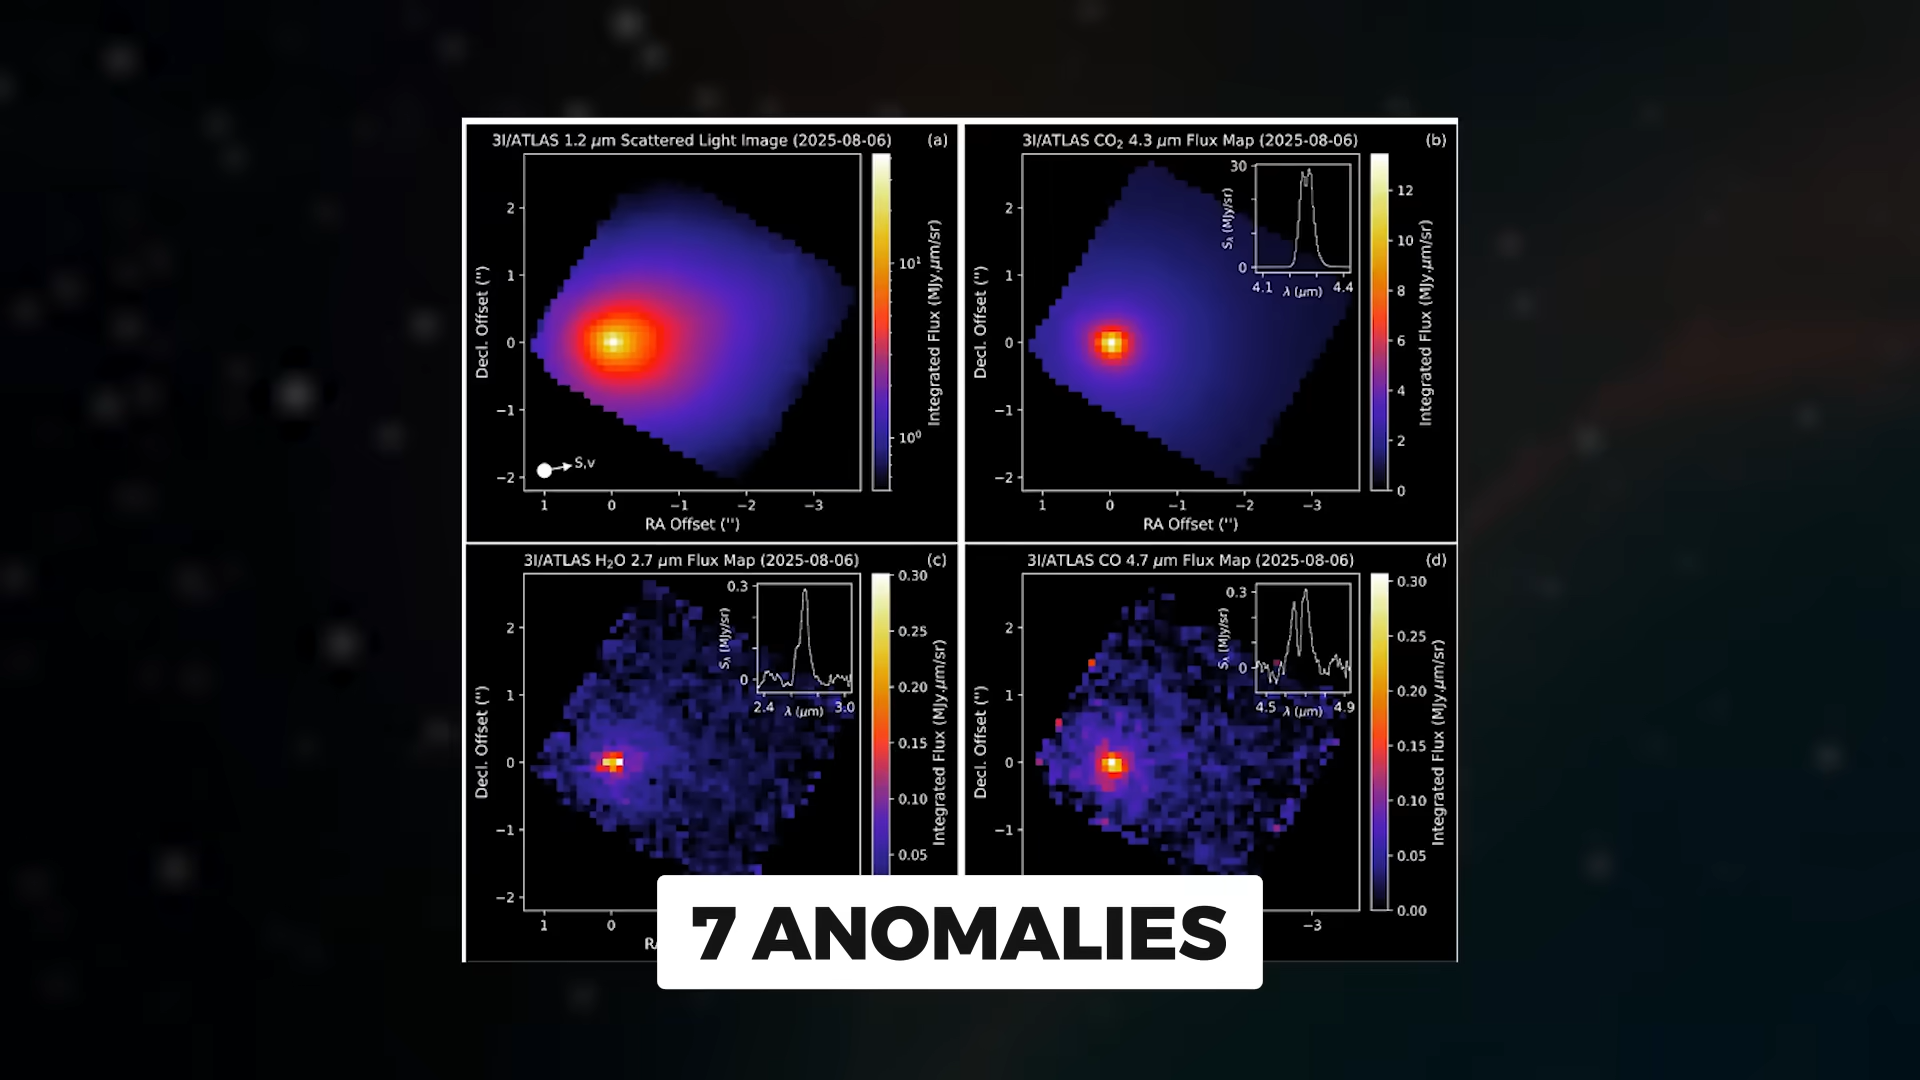 3I/ATLAS 1.2 μm Scattered Light Image (2025-08-06)
(a)
Decl. Offset ('')
2
1
0
−1
−2
S,v
1
0
−1
−2
−3
RA Offset ('')
10¹
10⁰
Integrated Flux (MJy.μm/sr)
3I/ATLAS CO₂ 4.3 μm Flux Map (2025-08-06)
(b)
Decl. Offset ('')
2
1
0
−1
−2
30
0
Sλ (MJy/sr)
4.1
λ (μm)
4.4
1
0
−1
−2
−3
RA Offset ('')
12
10
8
6
4
2
0
Integrated Flux (MJy.μm/sr)
3I/ATLAS H₂O 2.7 μm Flux Map (2025-08-06)
(c)
Decl. Offset ('')
2
1
0
−1
−2
0.3
0
Sλ (MJy/sr)
2.4
λ (μm)
3.0
1
0
0.30
0.25
0.20
0.15
0.10
0.05
Integrated Flux (MJy.μm/sr)
3I/ATLAS CO 4.7 μm Flux Map (2025-08-06)
(d)
Decl. Offset ('')
2
1
0
−1
0.3
0
Sλ (MJy/sr)
4.5
λ (μm)
4.9
−3
0.30
0.25
0.20
0.15
0.10
0.05
0.00
Integrated Flux (MJy.μm/sr)
7 ANOMALIES